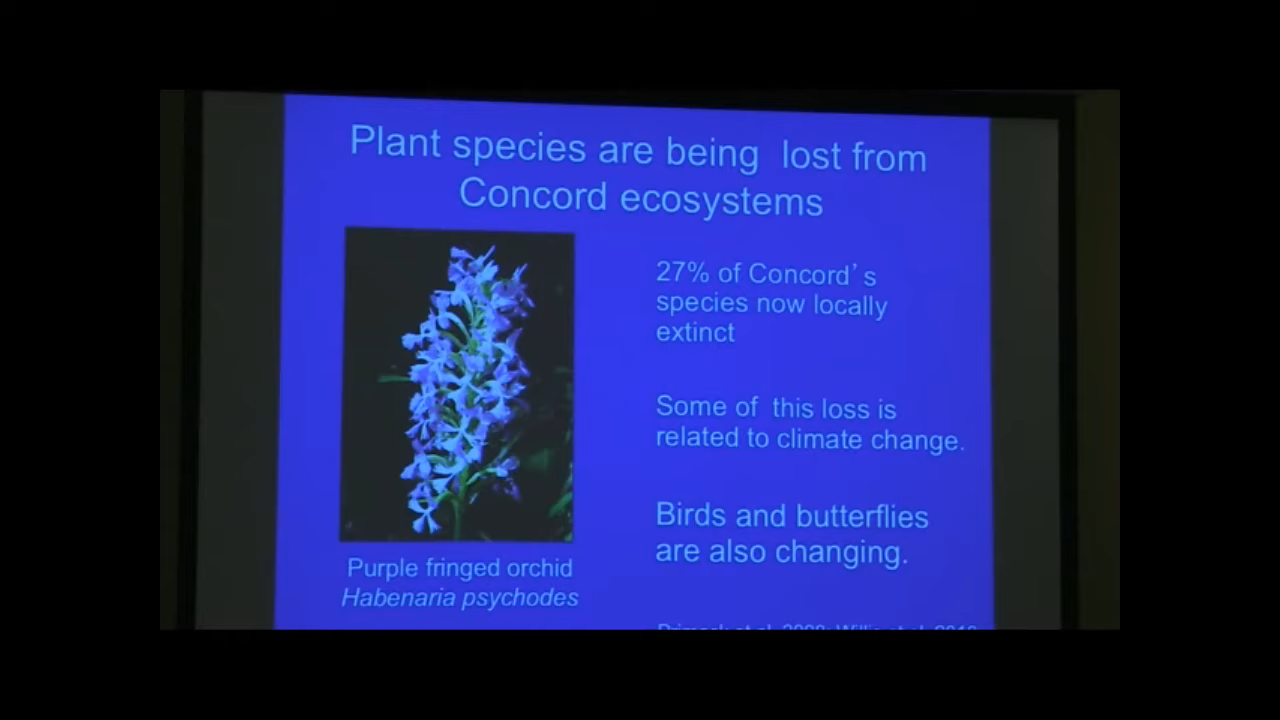 Plant species are being lost from
Concord ecosystems
27% of Concord's
species now locally
extinct
Some of this loss is
related to climate change.
Birds and butterflies
are also changing.
Purple fringed orchid
Habenaria psychodes